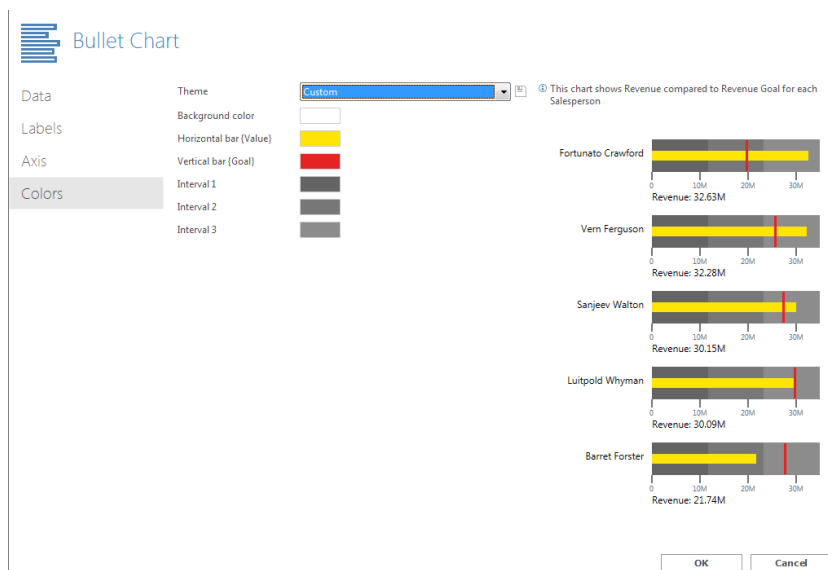 Bullet Chart
Data
Labels
Axis
Colors
Theme
Custom
Background color
Horizontal bar (Value)
Vertical bar (Goal)
Interval 1
Interval 2
Interval 3
This chart shows Revenue compared to Revenue Goal for each
Salesperson
Fortunato Crawford
0 10M 20M 30M
Revenue: 32.63M
Vern Ferguson
0 10M 20M 30M
Revenue: 32.28M
Sanjeev Walton
0 10M 20M 30M
Revenue: 30.15M
Luitpold Whyman
0 10M 20M 30M
Revenue: 30.09M
Barret Forster
0 10M 20M 30M
Revenue: 21.74M
OK Cancel